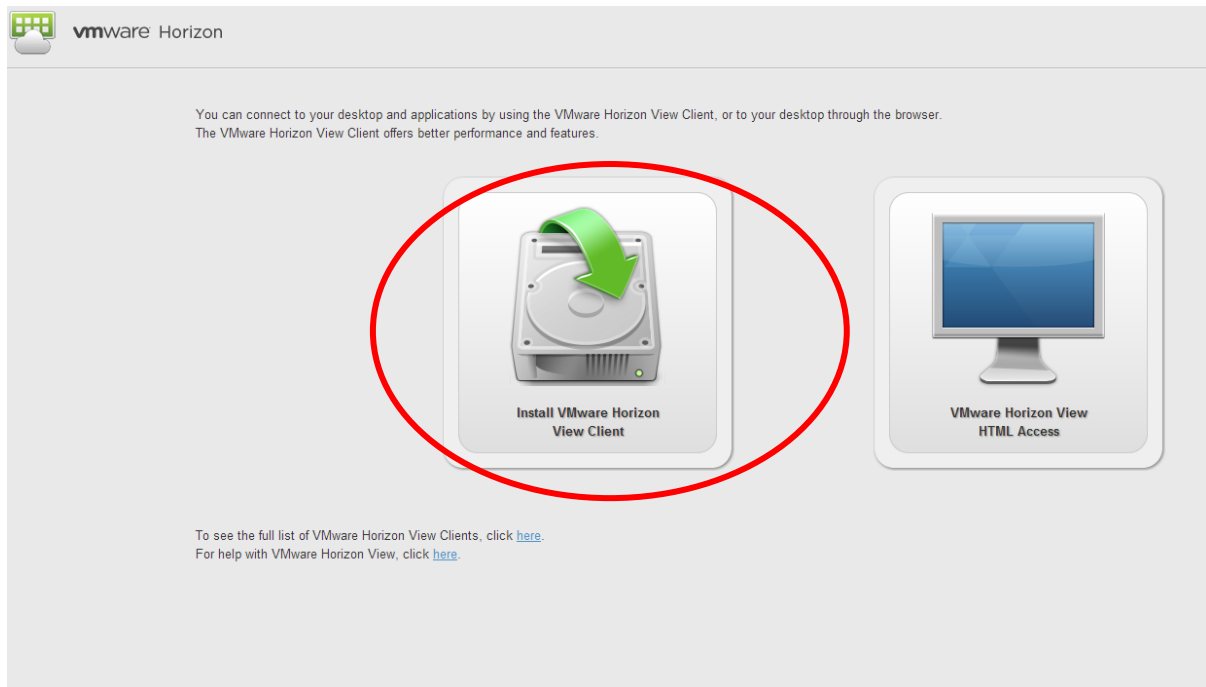 vmware Horizon
You can connect to your desktop and applications by using the VMware Horizon View Client, or to your desktop through the browser.
The VMware Horizon View Client offers better performance and features.
Install VMware Horizon
View Client
VMware Horizon View
HTML Access
To see the full list of VMware Horizon View Clients, click here.
For help with VMware Horizon View, click here.